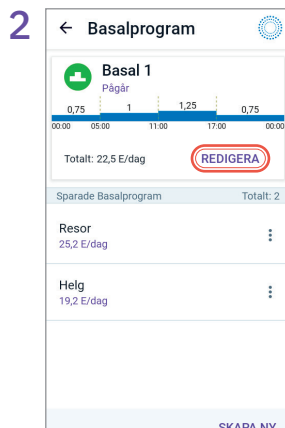 2
Basalprogram
Basal 1
Pågår
0,75 1 1,25 0,75
00:00 05:00 11:00 17:00 00:00
Totalt: 22,5 E/dag REDIGERA
Sparade Basalprogram Totalt: 2
Resor
25,2 E/dag
Helg
19,2 E/dag
SKAPA NY